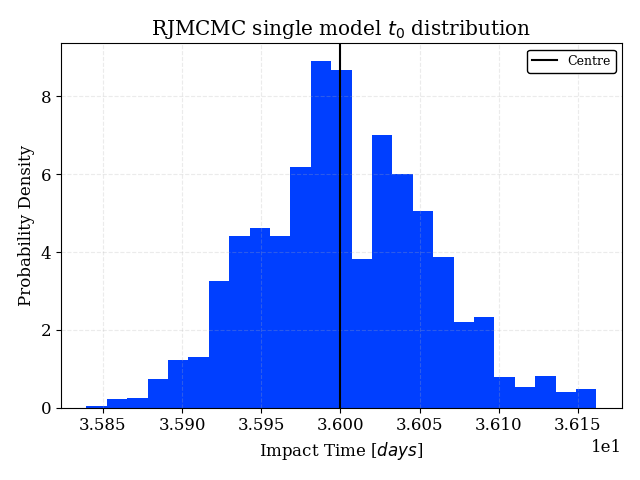 RJMCMC single model t₀ distribution
Centre
Probability Density
8
6
4
2
0
3.585 3.590 3.595 3.600 3.605 3.610 3.615
1e1
Impact Time [days]